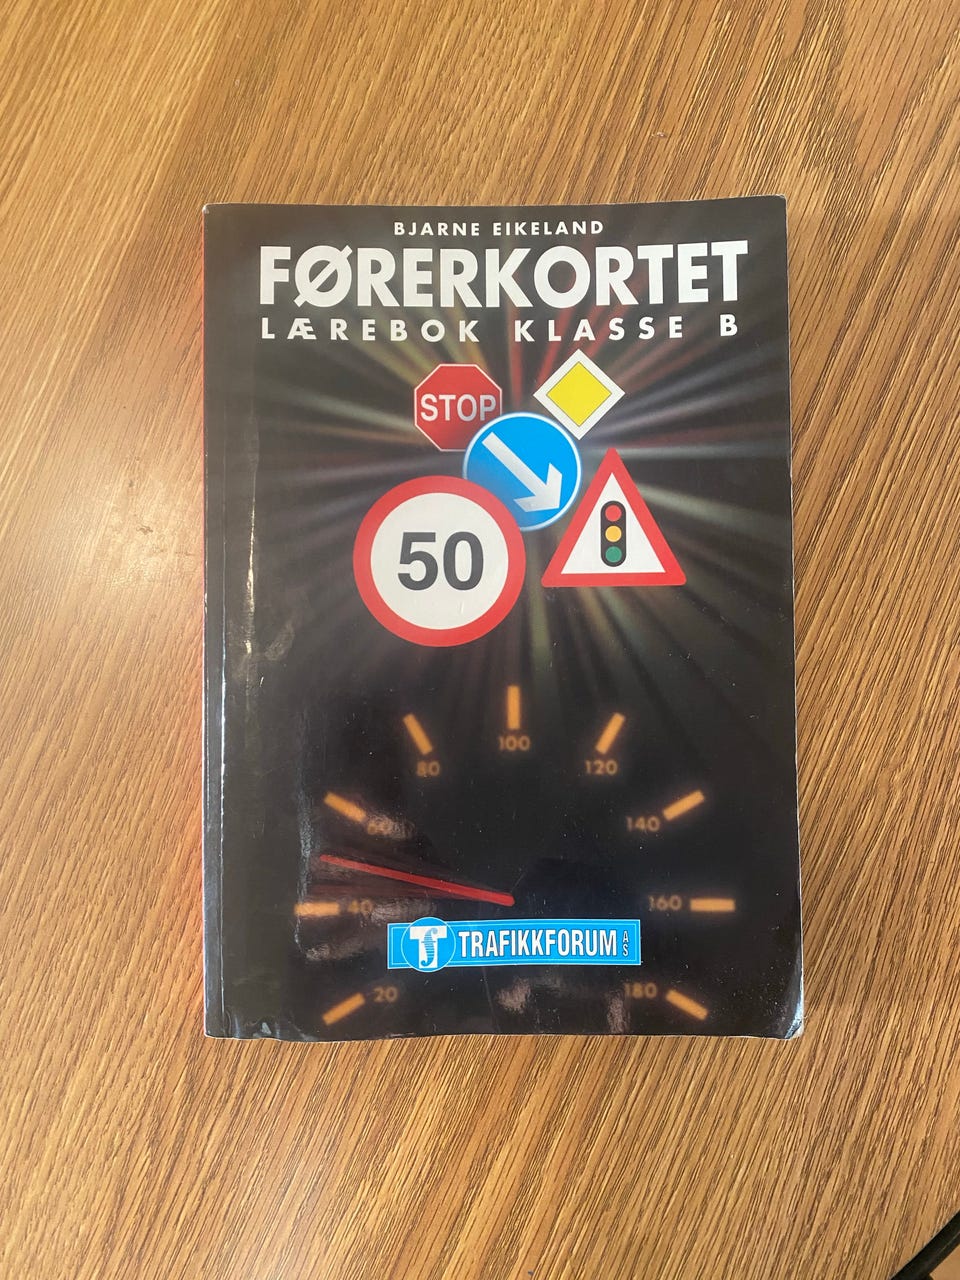 BJARNE EIKELAND
FØRERKORTET
LÆREBOK KLASSE B
STOP
50
100
80
120
60
140
40
160
TRAFIKKFORUM AS
20
180